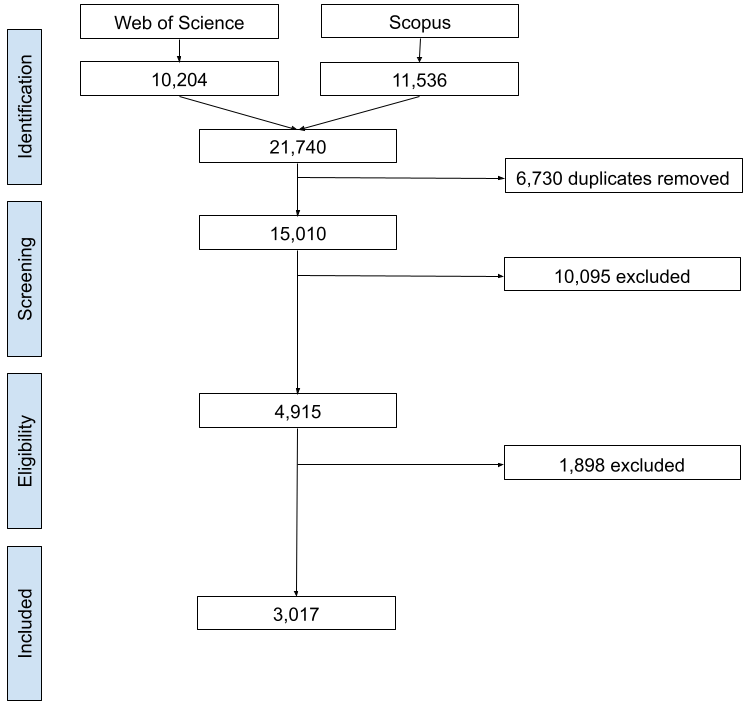 Web of Science
Scopus
10,204
11,536
Identification
21,740
6,730 duplicates removed
15,010
Screening
10,095 excluded
4,915
Eligibility
1,898 excluded
3,017
Included